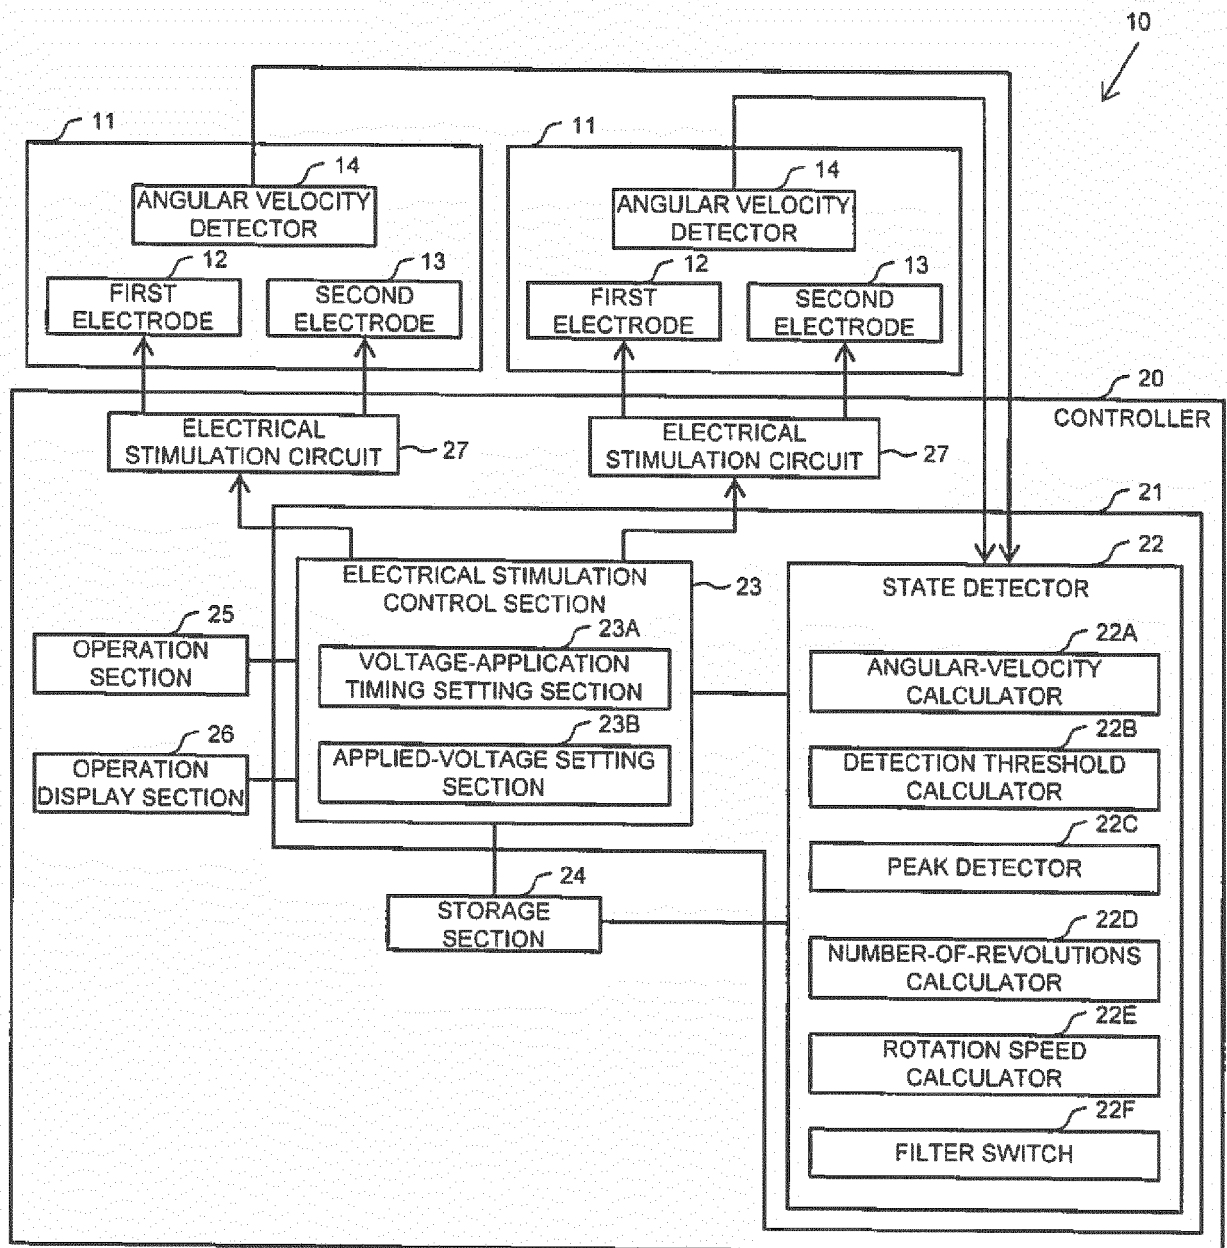 10
11
11
14
ANGULAR VELOCITY
DETECTOR
14
ANGULAR VELOCITY
DETECTOR
12
FIRST
ELECTRODE
13
SECOND
ELECTRODE
12
FIRST
ELECTRODE
13
SECOND
ELECTRODE
20
CONTROLLER
ELECTRICAL
STIMULATION CIRCUIT
27
ELECTRICAL
STIMULATION CIRCUIT
27
21
ELECTRICAL STIMULATION
CONTROL SECTION
23
22
STATE DETECTOR
25
OPERATION
SECTION
23A
VOLTAGE-APPLICATION
TIMING SETTING SECTION
22A
ANGULAR-VELOCITY
CALCULATOR
26
OPERATION
DISPLAY SECTION
23B
APPLIED-VOLTAGE SETTING
SECTION
22B
DETECTION THRESHOLD
CALCULATOR
22C
PEAK DETECTOR
24
STORAGE
SECTION
22D
NUMBER-OF-REVOLUTIONS
CALCULATOR
22E
ROTATION SPEED
CALCULATOR
22F
FILTER SWITCH